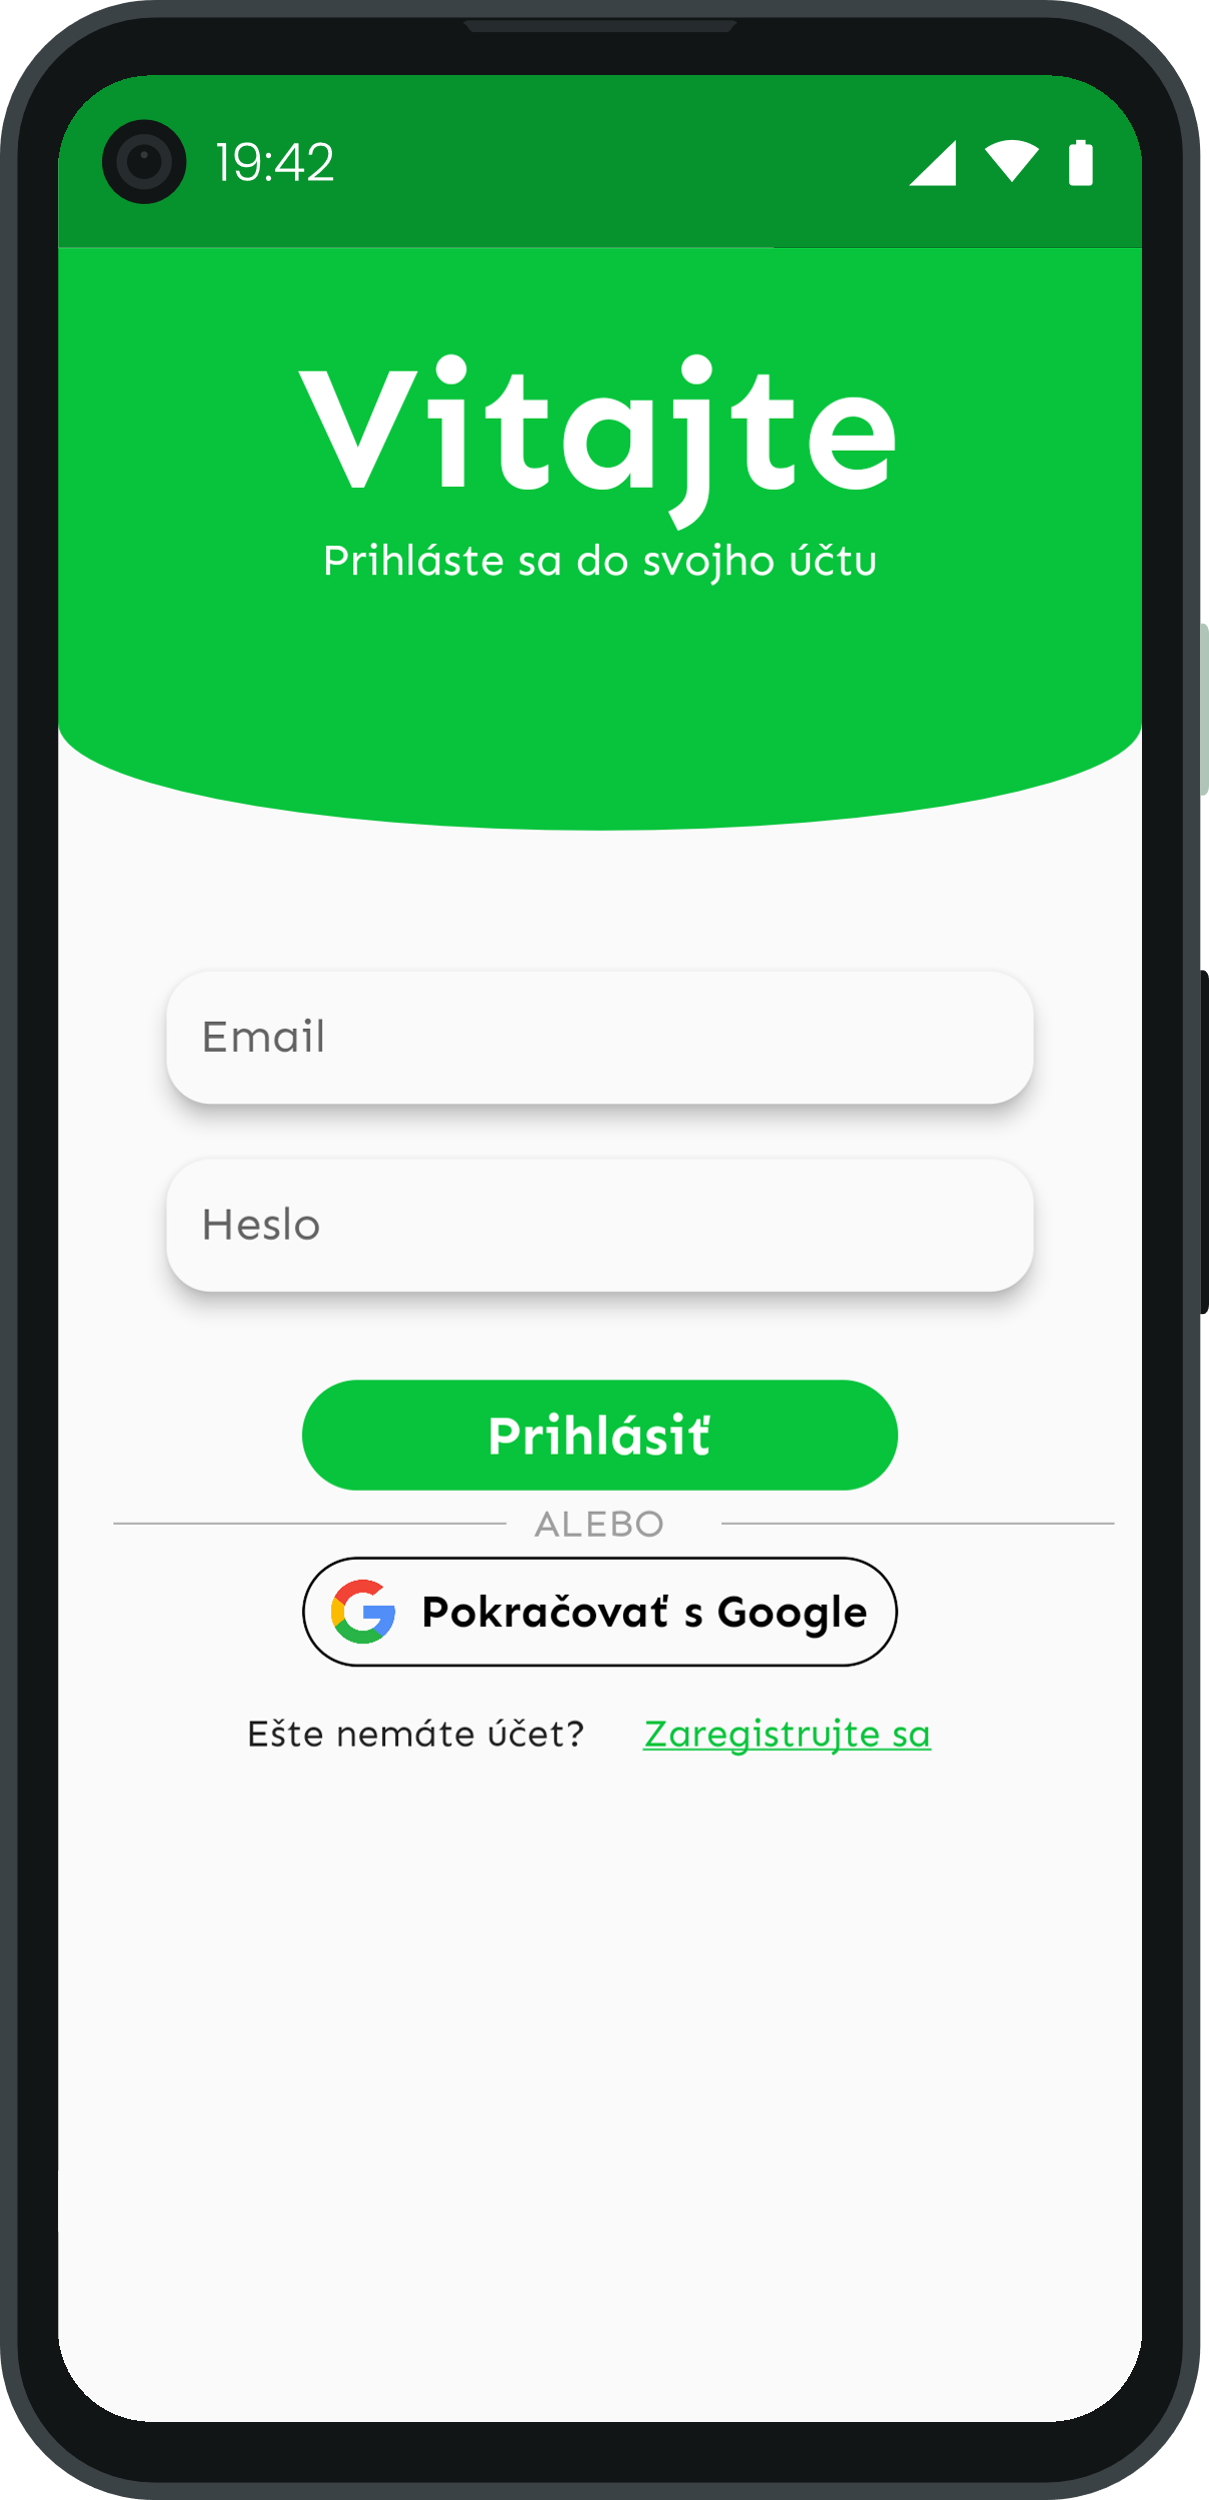 19:42
Vitajte
Prihláste sa do svojho účtu
Email
Heslo
Prihlásiť
ALEBO
Pokračovať s Google
Ešte nemáte účet? Zaregistrujte sa